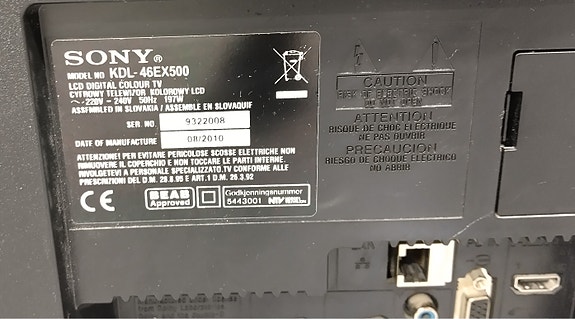 SONY®
MODEL NO KDL-46EX500
LCD DIGITAL COLOUR TV
CYFROWY TELEWIZOR KOLOROWY LCD
~220V - 240V 50Hz 197W
ASSEMBLED IN SLOVAKIA / ASSEMBLE EN SLOVAQUIE
SER. NO. 9322008
DATE OF MANUFACTURE 08/2010
ATTENZIONE! PER EVITARE PERICOLOSE SCOSSE ELETTRICHE NON
RIMUOVERE IL COPERCHIO E NON TOCCARE LE PARTI INTERNE.
RIVOLGETEVI A PERSONALE SPECIALIZZATO.TV CONFORME ALLE
PRESCRIZIONI DEL D.M. 28.8.95 E ART.1 D.M. 26.3.92
CE
BEAB
Approved
Godkjenningsnummer
5443001
CAUTION
RISK OF ELECTRIC SHOCK
DO NOT OPEN
ATTENTION
RISQUE DE CHOC ELECTRIQUE
NE PAS OUVRIR
PRECAUCIÓN
RIESGO DE CHOQUE ELÉCTRICO
NO ABRIR